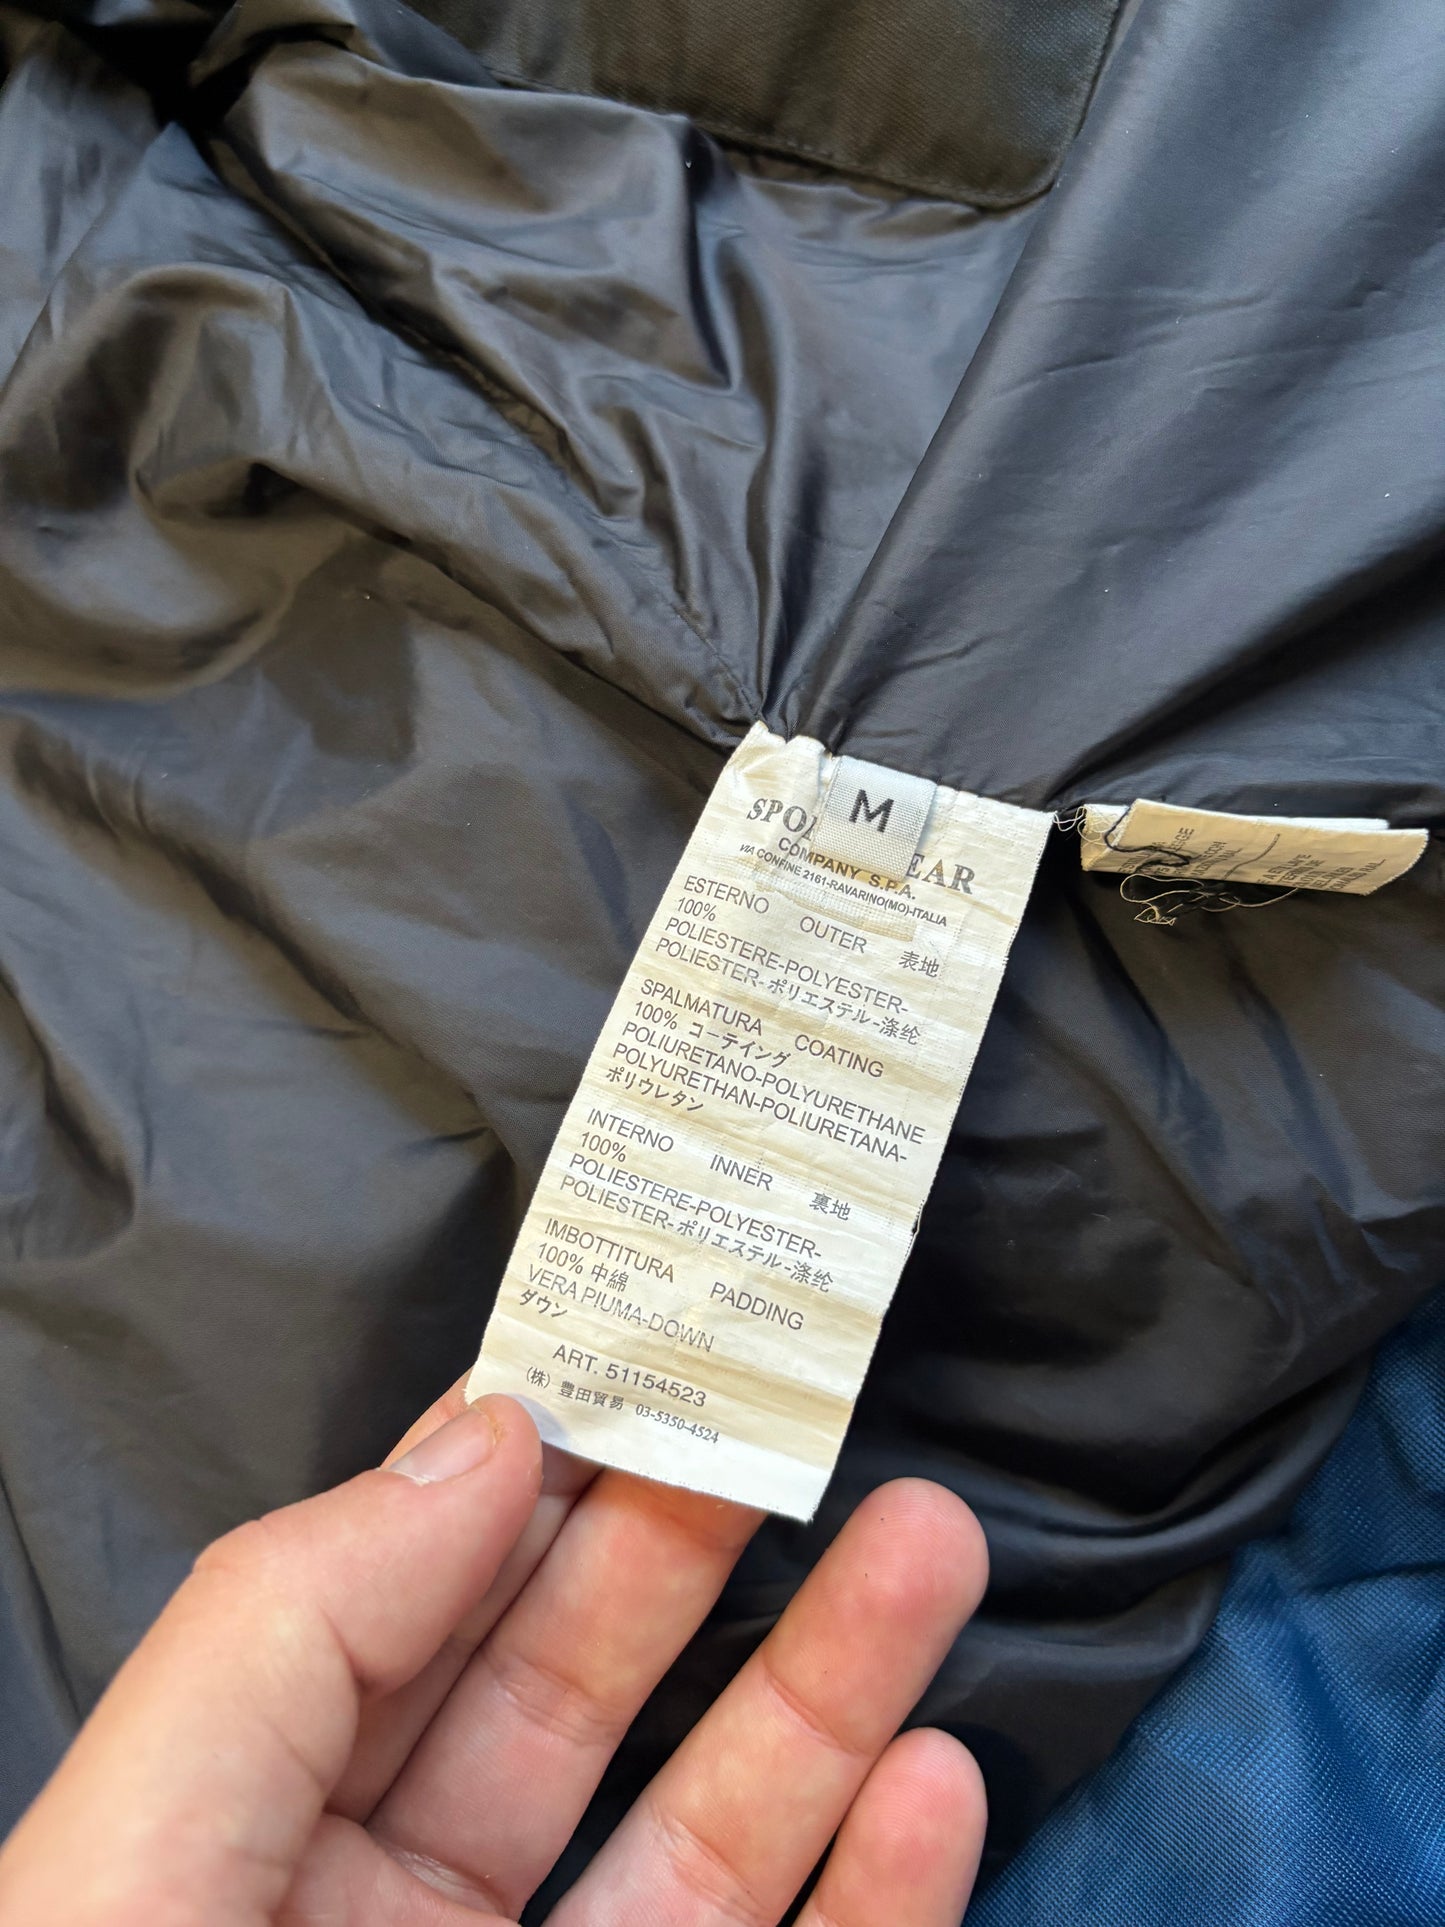 M
COMPANY S.P.A.
VIA CONFINE 2161-RAVARINO(MO)-ITALIA
ESTERNO OUTER 表地
100%
POLIESTERE-POLYESTER-
POLIESTER-ポリエステル-涤纶
SPALMATURA COATING
100% コーテイング
POLIURETANO-POLYURETHANE
POLYURETHAN-POLIURETANA-
ポリウレタン
INTERNO INNER 裏地
100%
POLIESTERE-POLYESTER-
POLIESTER-ポリエステル-涤纶
IMBOTTITURA PADDING
100% 中綿
VERA PIUMA-DOWN
ダウン
ART. 51154523
(株) 豊田貿易 03-5350-4524